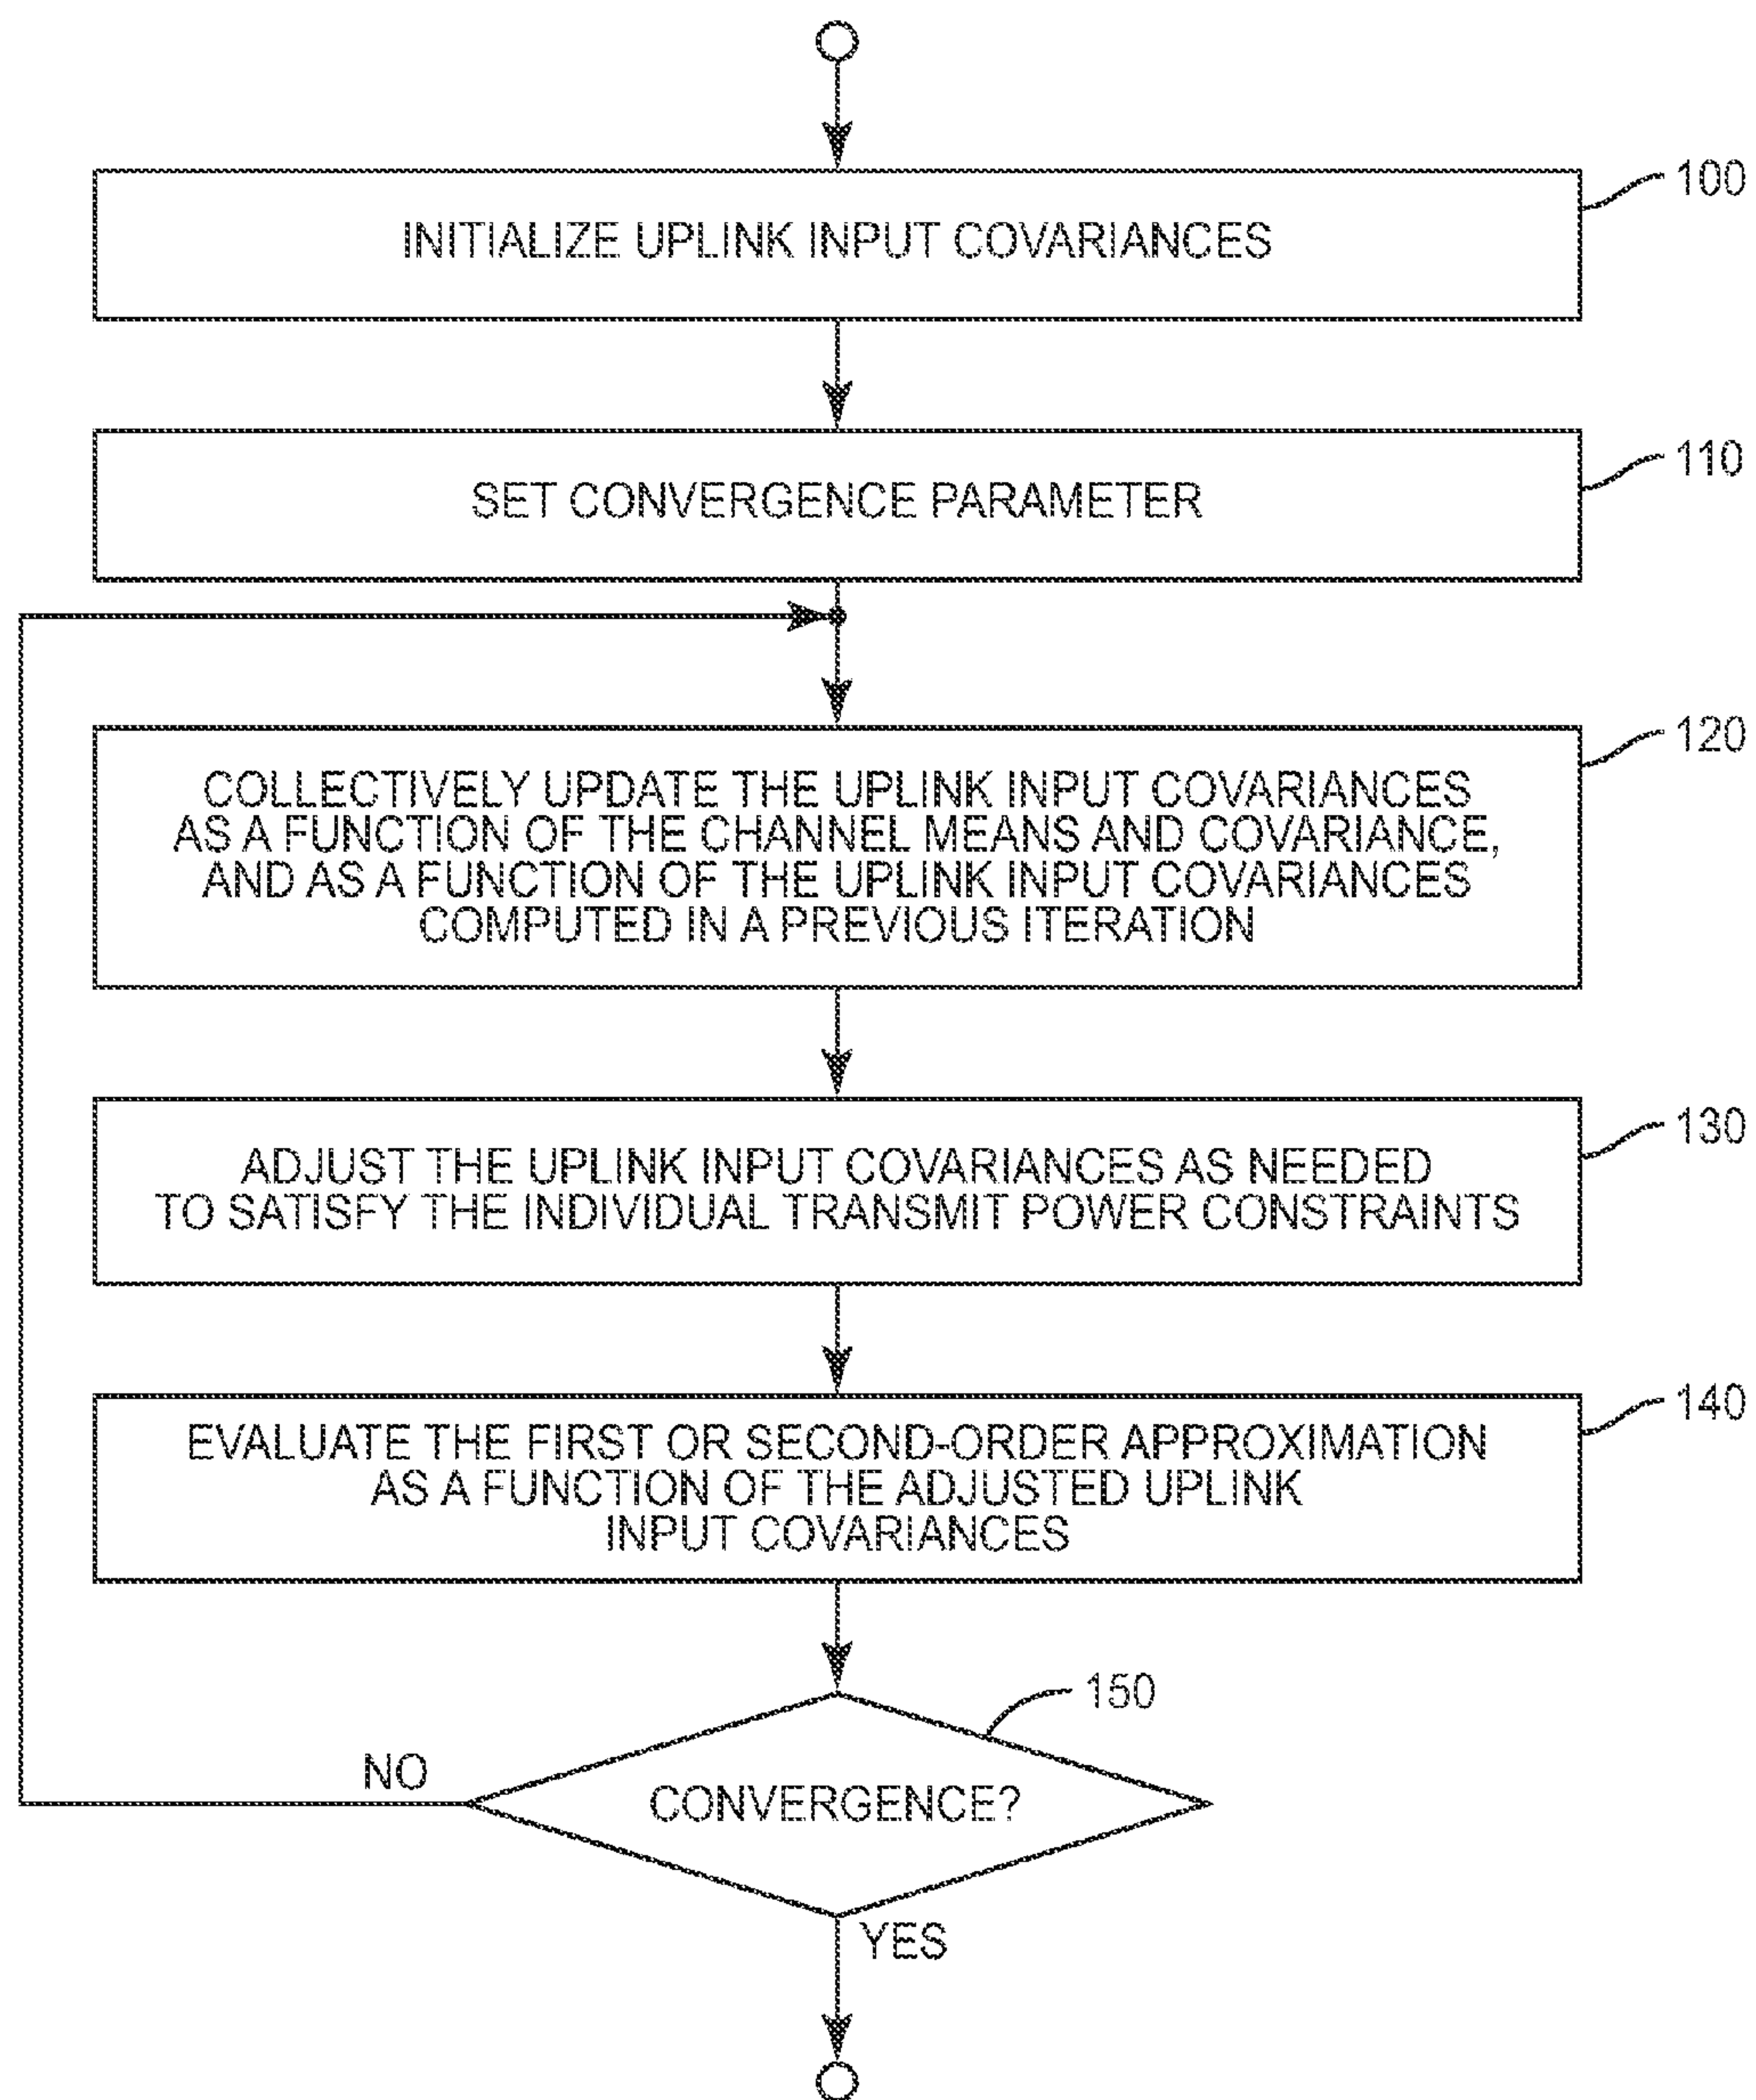 100
INITIALIZE UPLINK INPUT COVARIANCES
110
SET CONVERGENCE PARAMETER
120
COLLECTIVELY UPDATE THE UPLINK INPUT COVARIANCES
AS A FUNCTION OF THE CHANNEL MEANS AND COVARIANCE,
AND AS A FUNCTION OF THE UPLINK INPUT COVARIANCES
COMPUTED IN A PREVIOUS ITERATION
130
ADJUST THE UPLINK INPUT COVARIANCES AS NEEDED
TO SATISFY THE INDIVIDUAL TRANSMIT POWER CONSTRAINTS
140
EVALUATE THE FIRST OR SECOND-ORDER APPROXIMATION
AS A FUNCTION OF THE ADJUSTED UPLINK
INPUT COVARIANCES
150
NO
CONVERGENCE?
YES